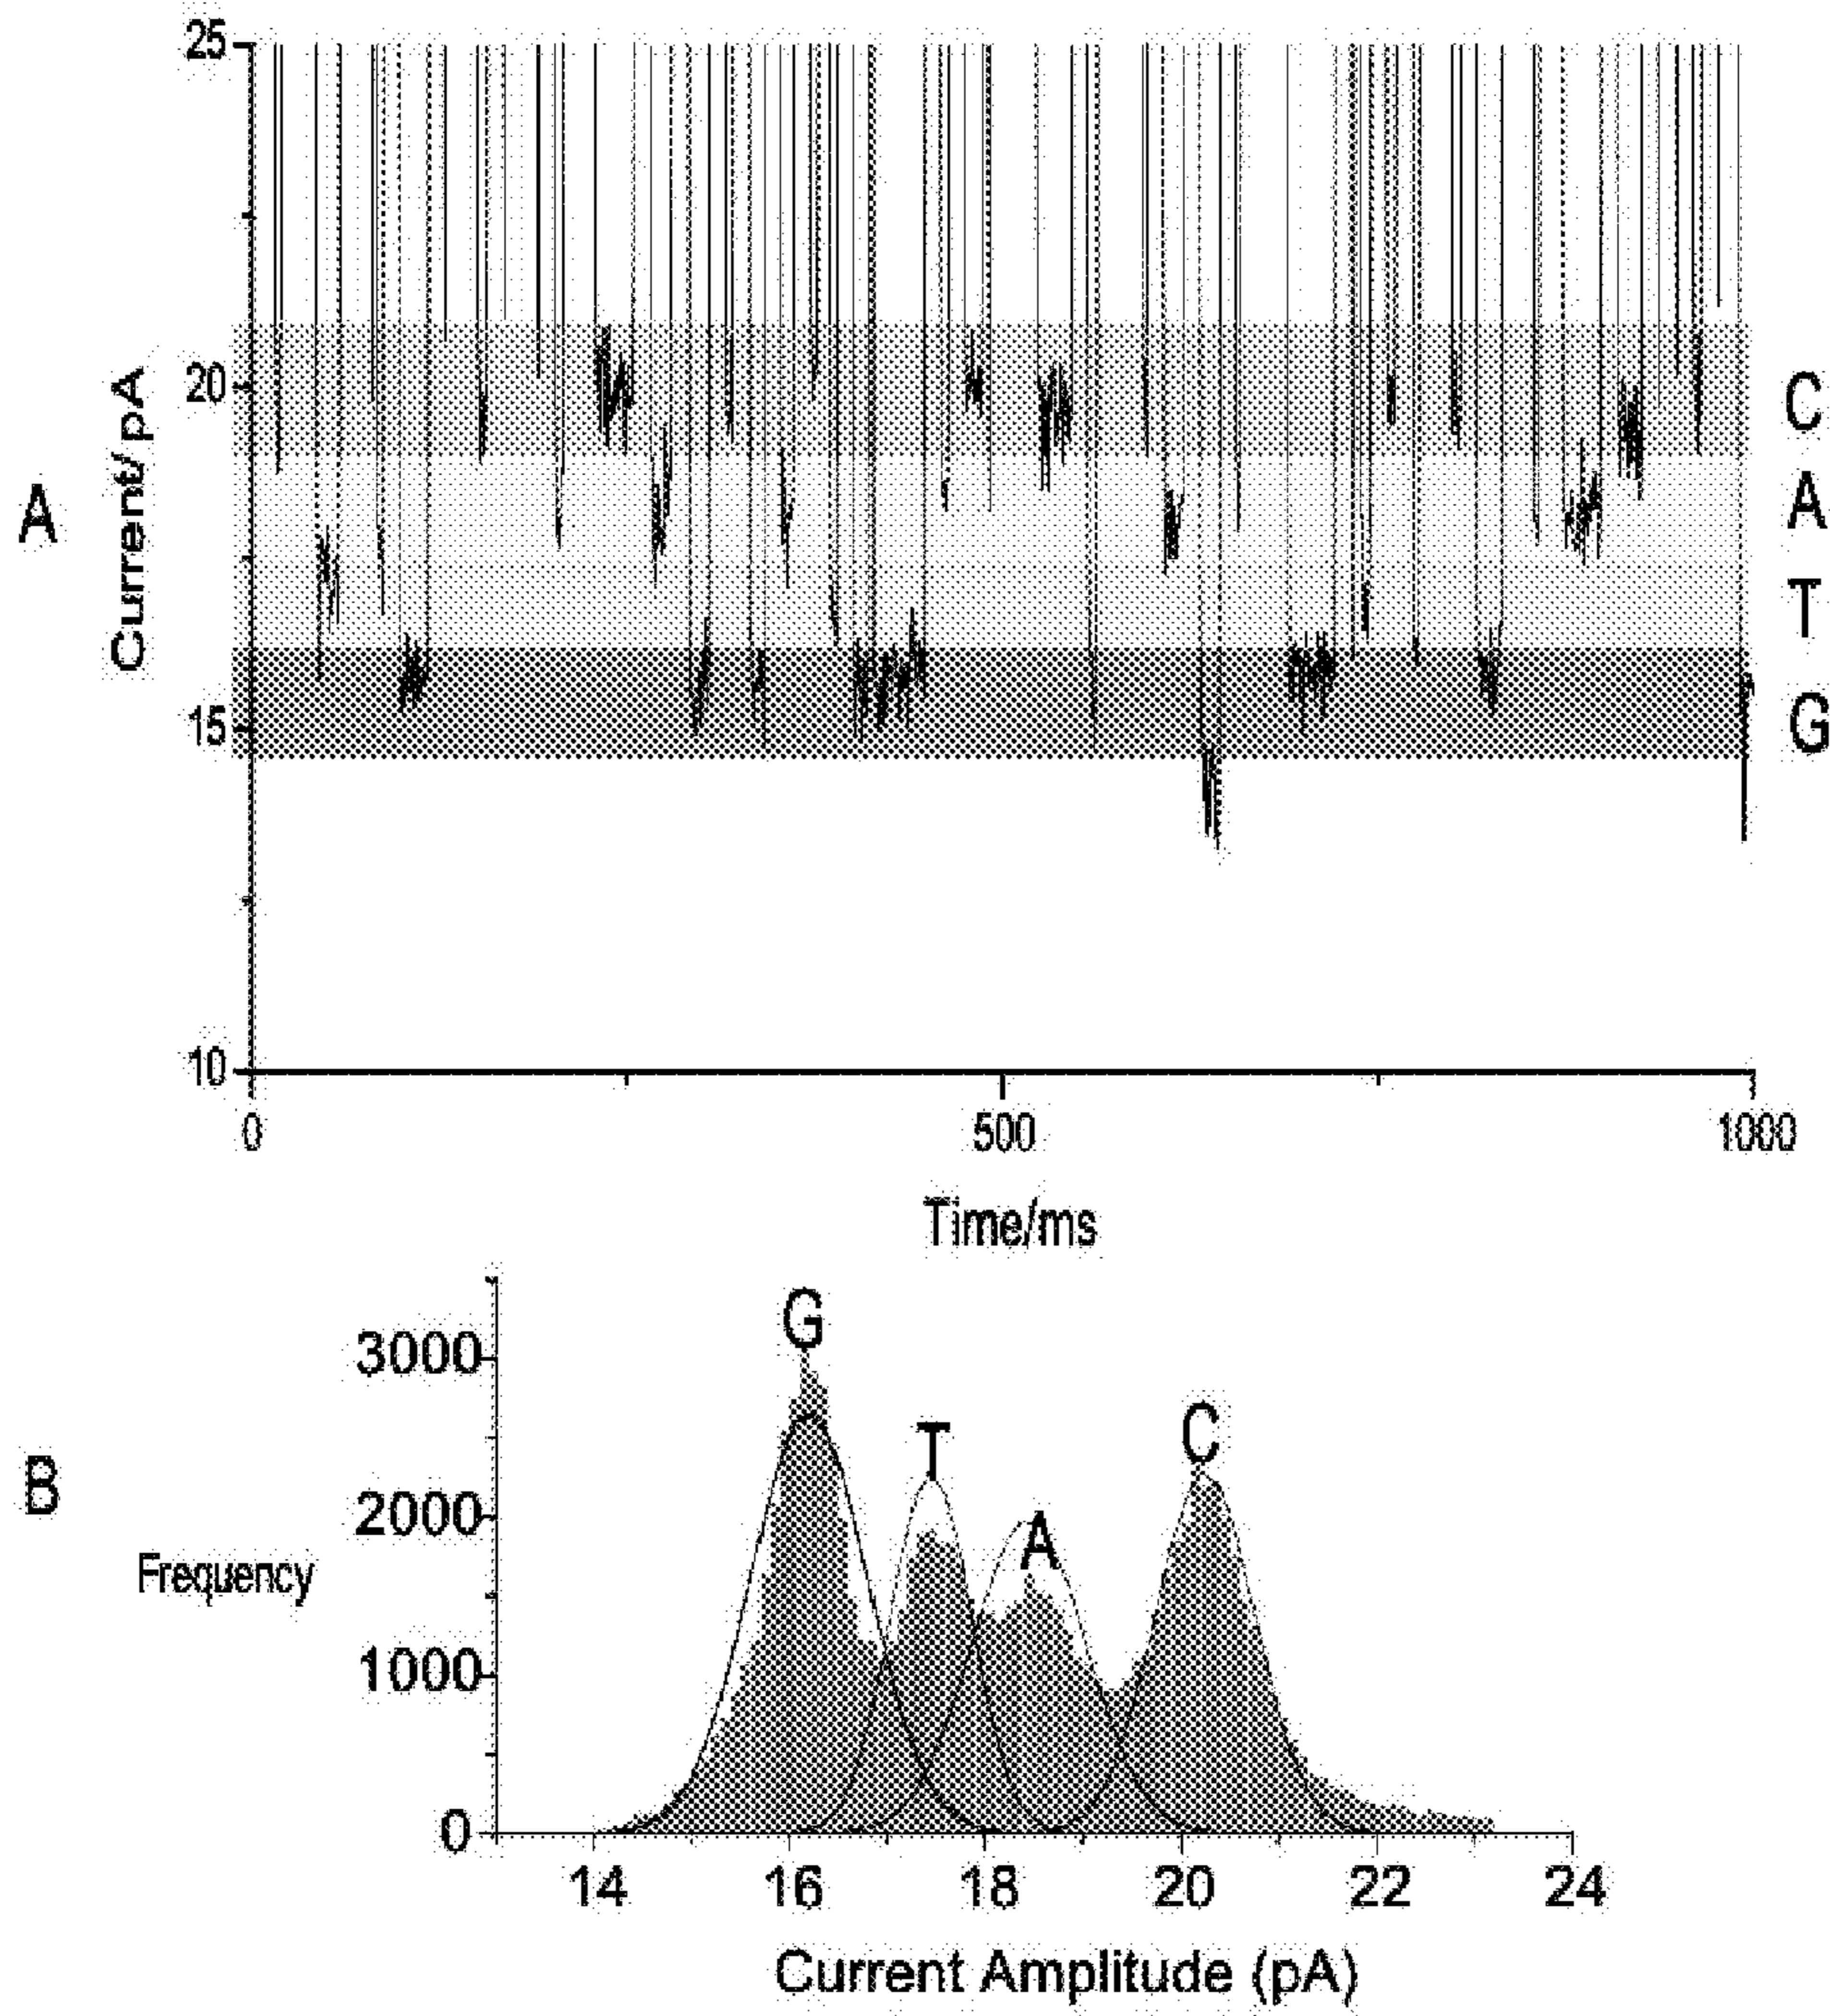 25
20
15
10
Current/pA
A
C
A
T
G
0 500 1000
Time/ms
B
Frequency
3000
2000
1000
0
G
T
A
C
14 16 18 20 22 24
Current Amplitude (pA)